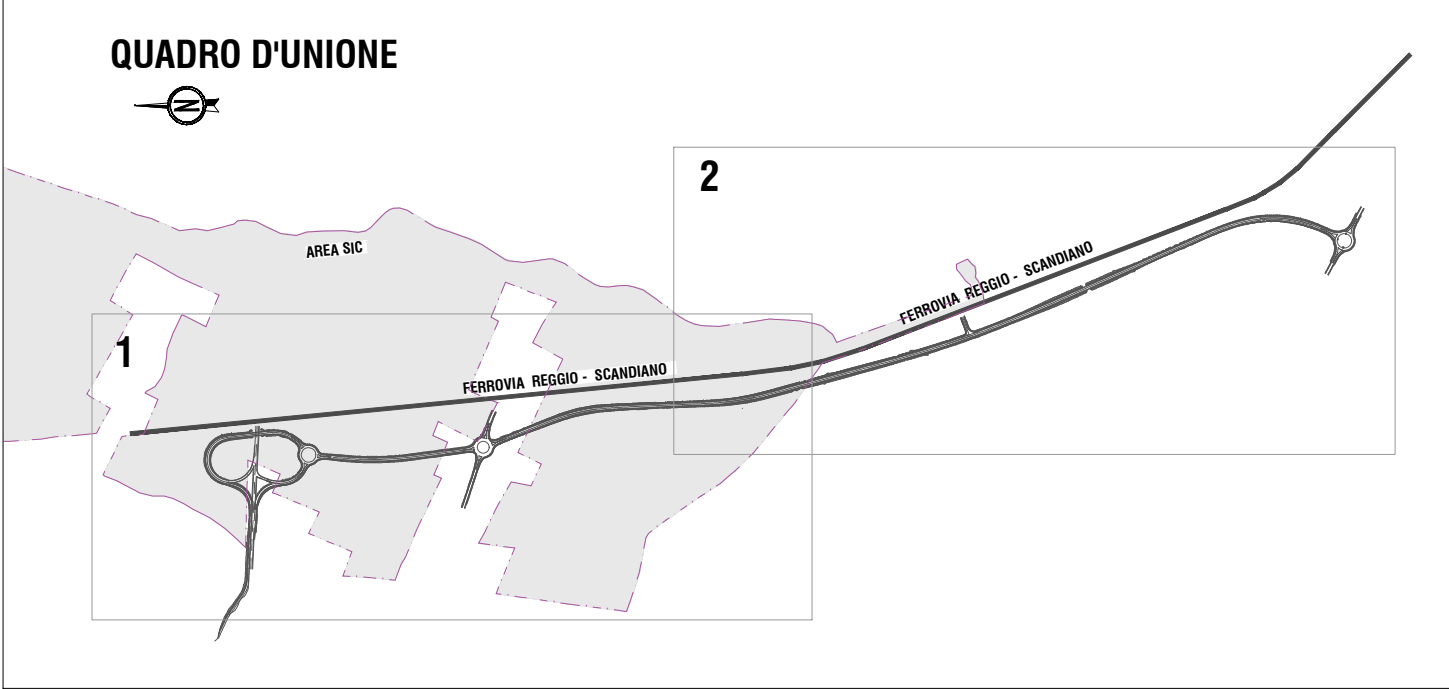 QUADRO D'UNIONE
N
2
AREA SIC
FERROVIA REGGIO - SCANDIANO
1
FERROVIA REGGIO - SCANDIANO